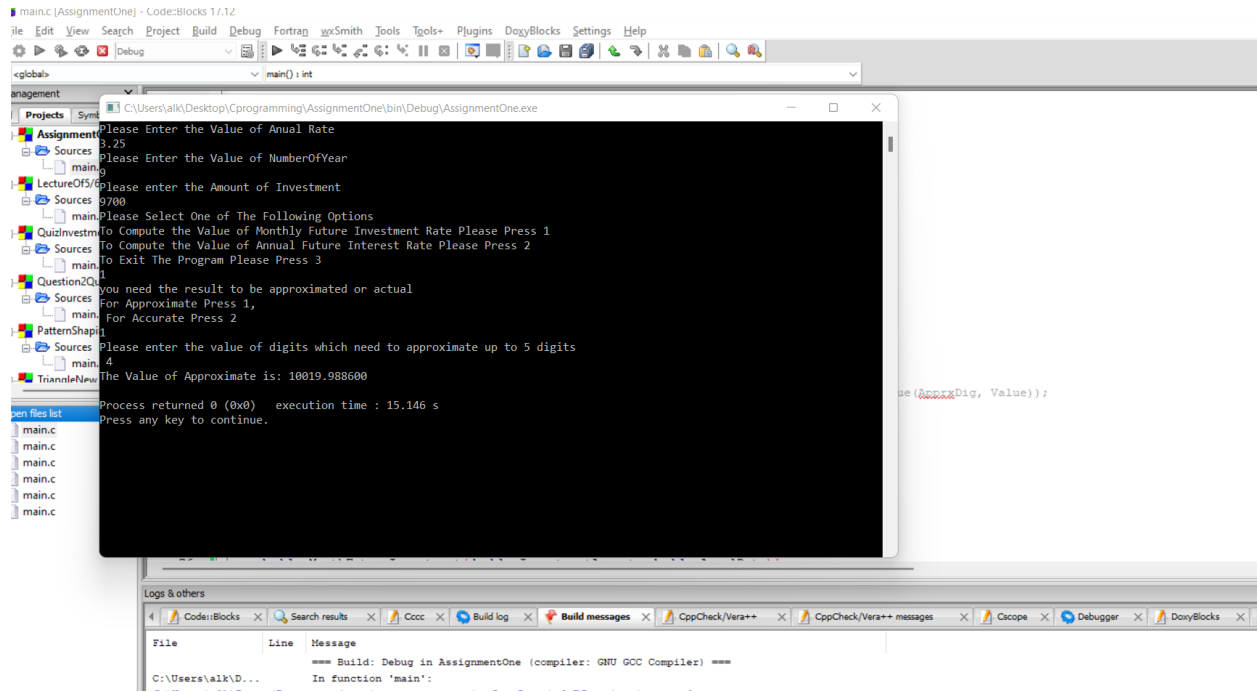 main.c [AssignmentOne] - Code::Blocks 17.12
Edit View Search Project Build Debug Fortran wxSmith Tools Tools+ Plugins DoxyBlocks Settings Help
Debug
<global> main() : int
anagement
Projects
C:\Users\alk\Desktop\Cprogramming\AssignmentOne\bin\Debug\AssignmentOne.exe
Sources
main.
LectureOf5/6
Sources
main.
QuizInvestm
Sources
main.
Question2Qu
Sources
main.
PatternShapi
Sources
main.
TriangleNew
Please Enter the Value of Anual Rate
3.25
Please Enter the Value of NumberOfYear
9
Please enter the Amount of Investment
9700
Please Select One of The Following Options
To Compute the Value of Monthly Future Investment Rate Please Press 1
To Compute the Value of Annual Future Interest Rate Please Press 2
To Exit The Program Please Press 3
1
you need the result to be approximated or actual
For Approximate Press 1,
For Accurate Press 2
1
Please enter the value of digits which need to approximate up to 5 digits
4
The Value of Approximate is: 10019.988600
Process returned 0 (0x0) execution time : 15.146 s
Press any key to continue.
ue(ApprxDig, Value));
pen files list
main.c
main.c
main.c
main.c
main.c
main.c
Logs & others
Code::Blocks Search results Cccc Build log Build messages CppCheck/Vera++ CppCheck/Vera++ messages Cscope Debugger DoxyBlocks
File Line Message
=== Build: Debug in AssignmentOne (compiler: GNU GCC Compiler) ===
C:\Users\alk\D... In function 'main':